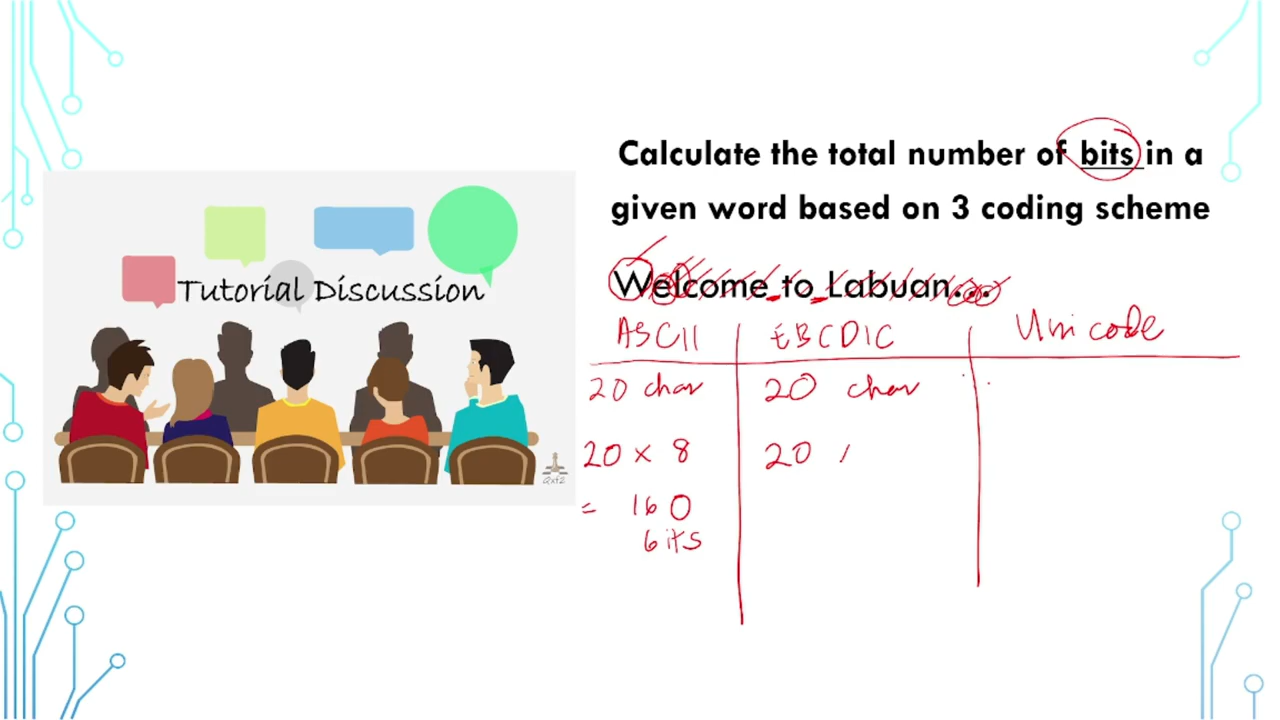 Calculate the total number of bits in a
given word based on 3 coding scheme
Tutorial Discussion
Welcome to Labuan...
ASCII EBCDIC Unicode
20 char 20 char
20 × 8 20
= 160
bits
Qxf2